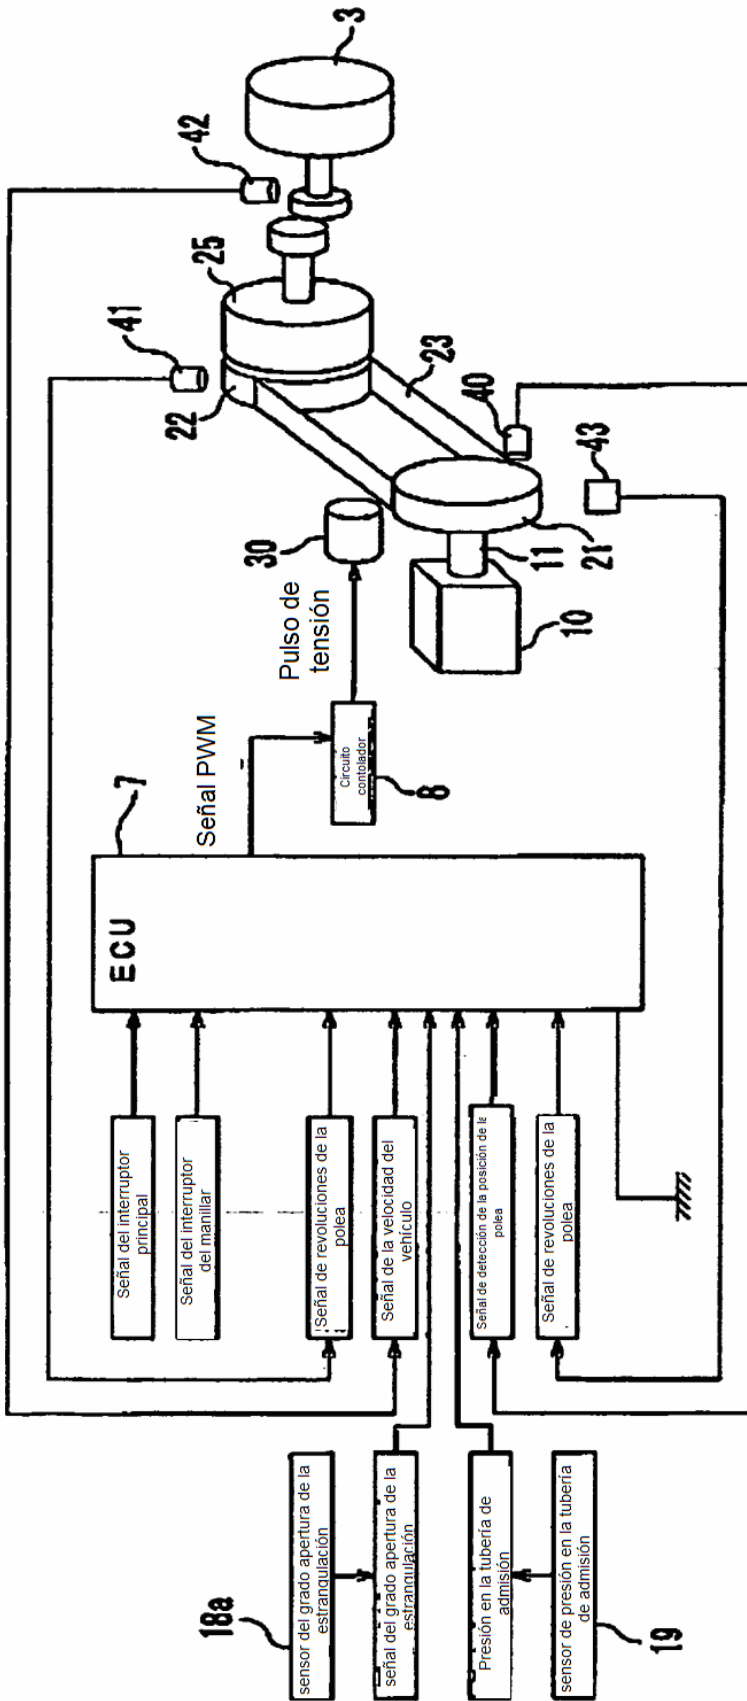 18a
sensor del grado apertura de la
estrangulación
señal del grado apertura de la
estrangulación
Presión en la tubería de
admisión
sensor de presión en la tubería
de admisión
19
Señal del interruptor
principal
Señal del interruptor
del manillar
Señal de revoluciones de la
polea
Señal de la velocidad del
vehículo
Señal de detección de la posición de la
polea
Señal de revoluciones de la
polea
ECU
7
Señal PWM
Circuito
contolador
8
Pulso de
tensión
30
10
11
21
43
40
23
22
41
25
42
3